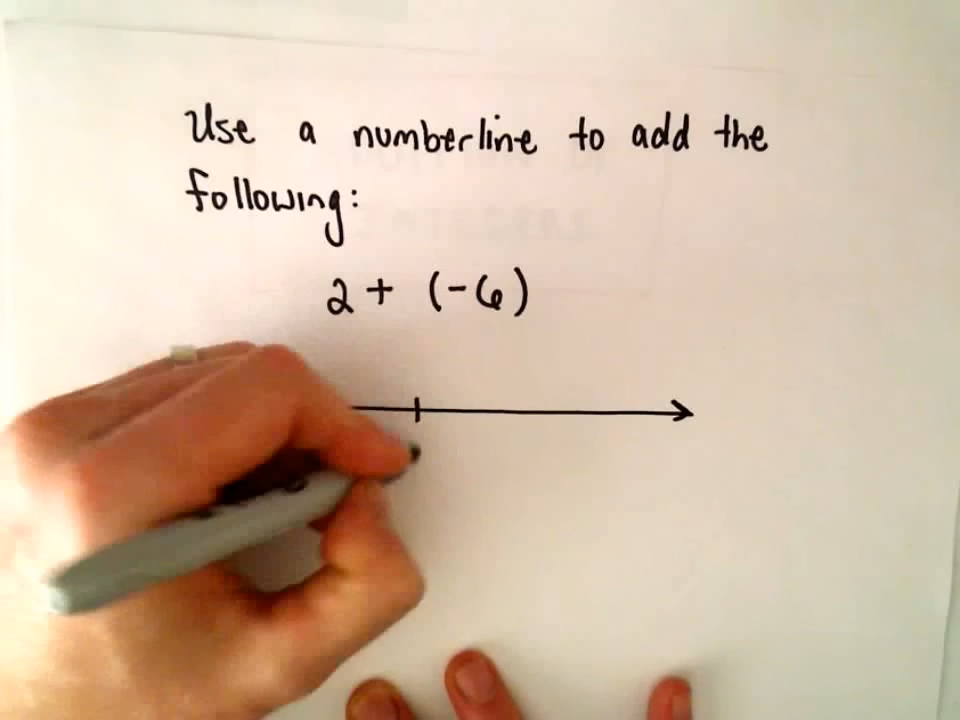 Use a numberline to add the
following:
2 + (-6)